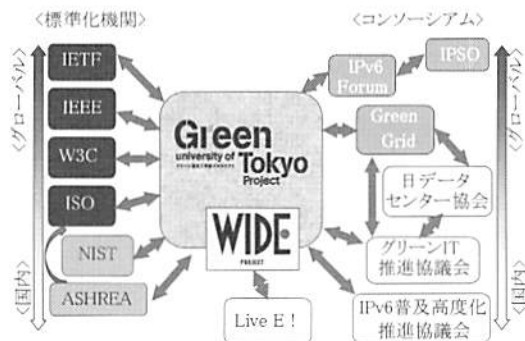 <標準化機関>
<コンソーシアム>
<グローバル>
<国内>
IETF
IEEE
W3C
ISO
NIST
ASHREA
Green
university of Tokyo
Project
WIDE
PROJECT
Live E!
IPv6
Forum
IPSO
Green
Grid
日データ
センター協会
グリーンIT
推進協議会
IPv6普及高度化
推進協議会
<グローバル>
<国内>